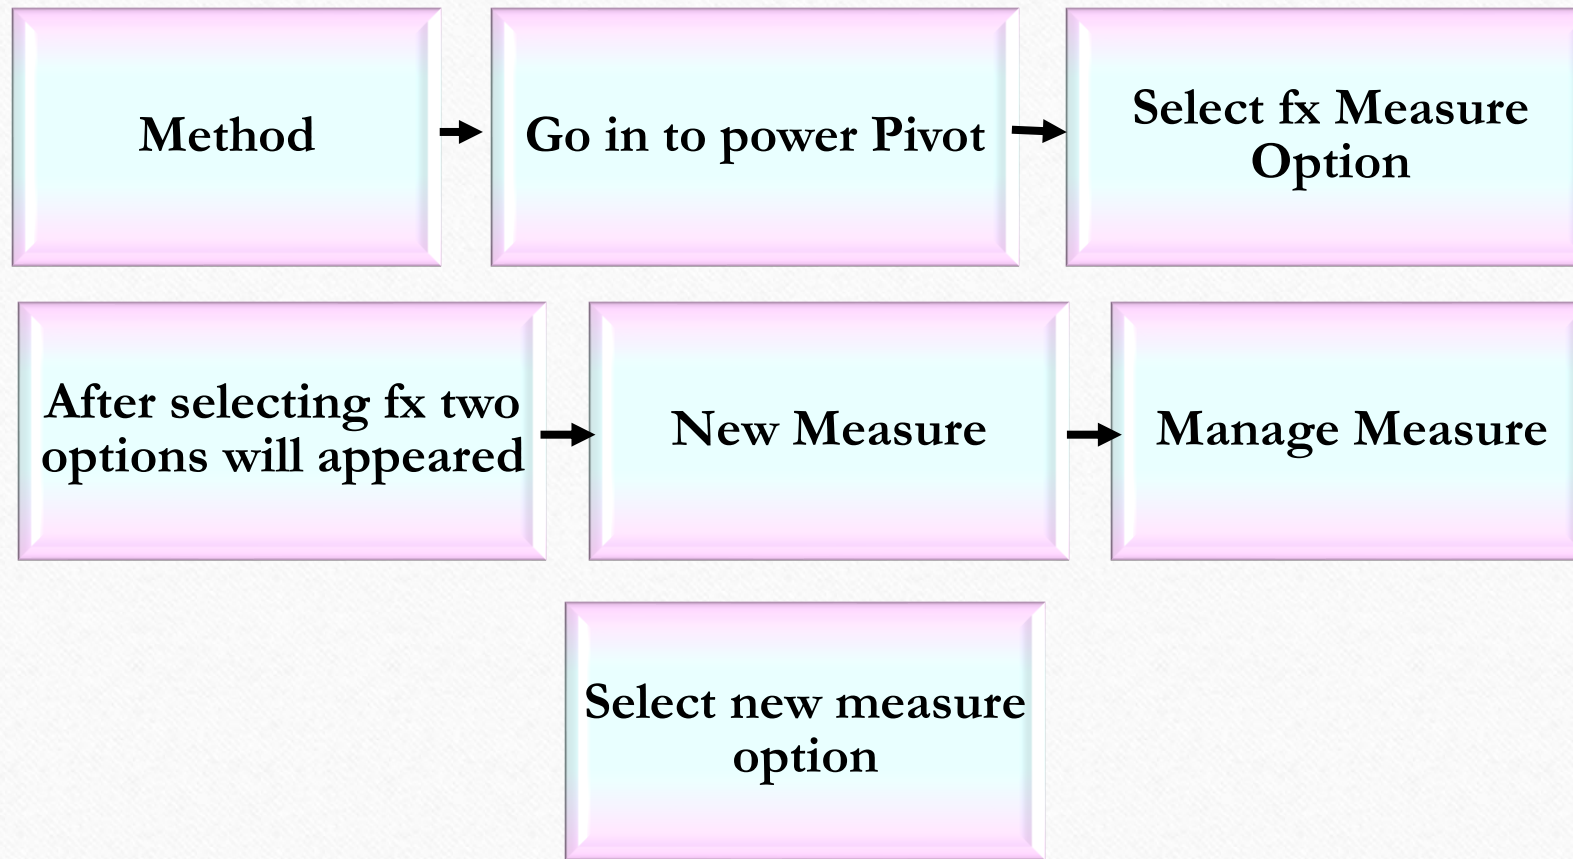 Method
Go in to power Pivot
Select fx Measure
Option
After selecting fx two
options will appeared
New Measure
Manage Measure
Select new measure
option